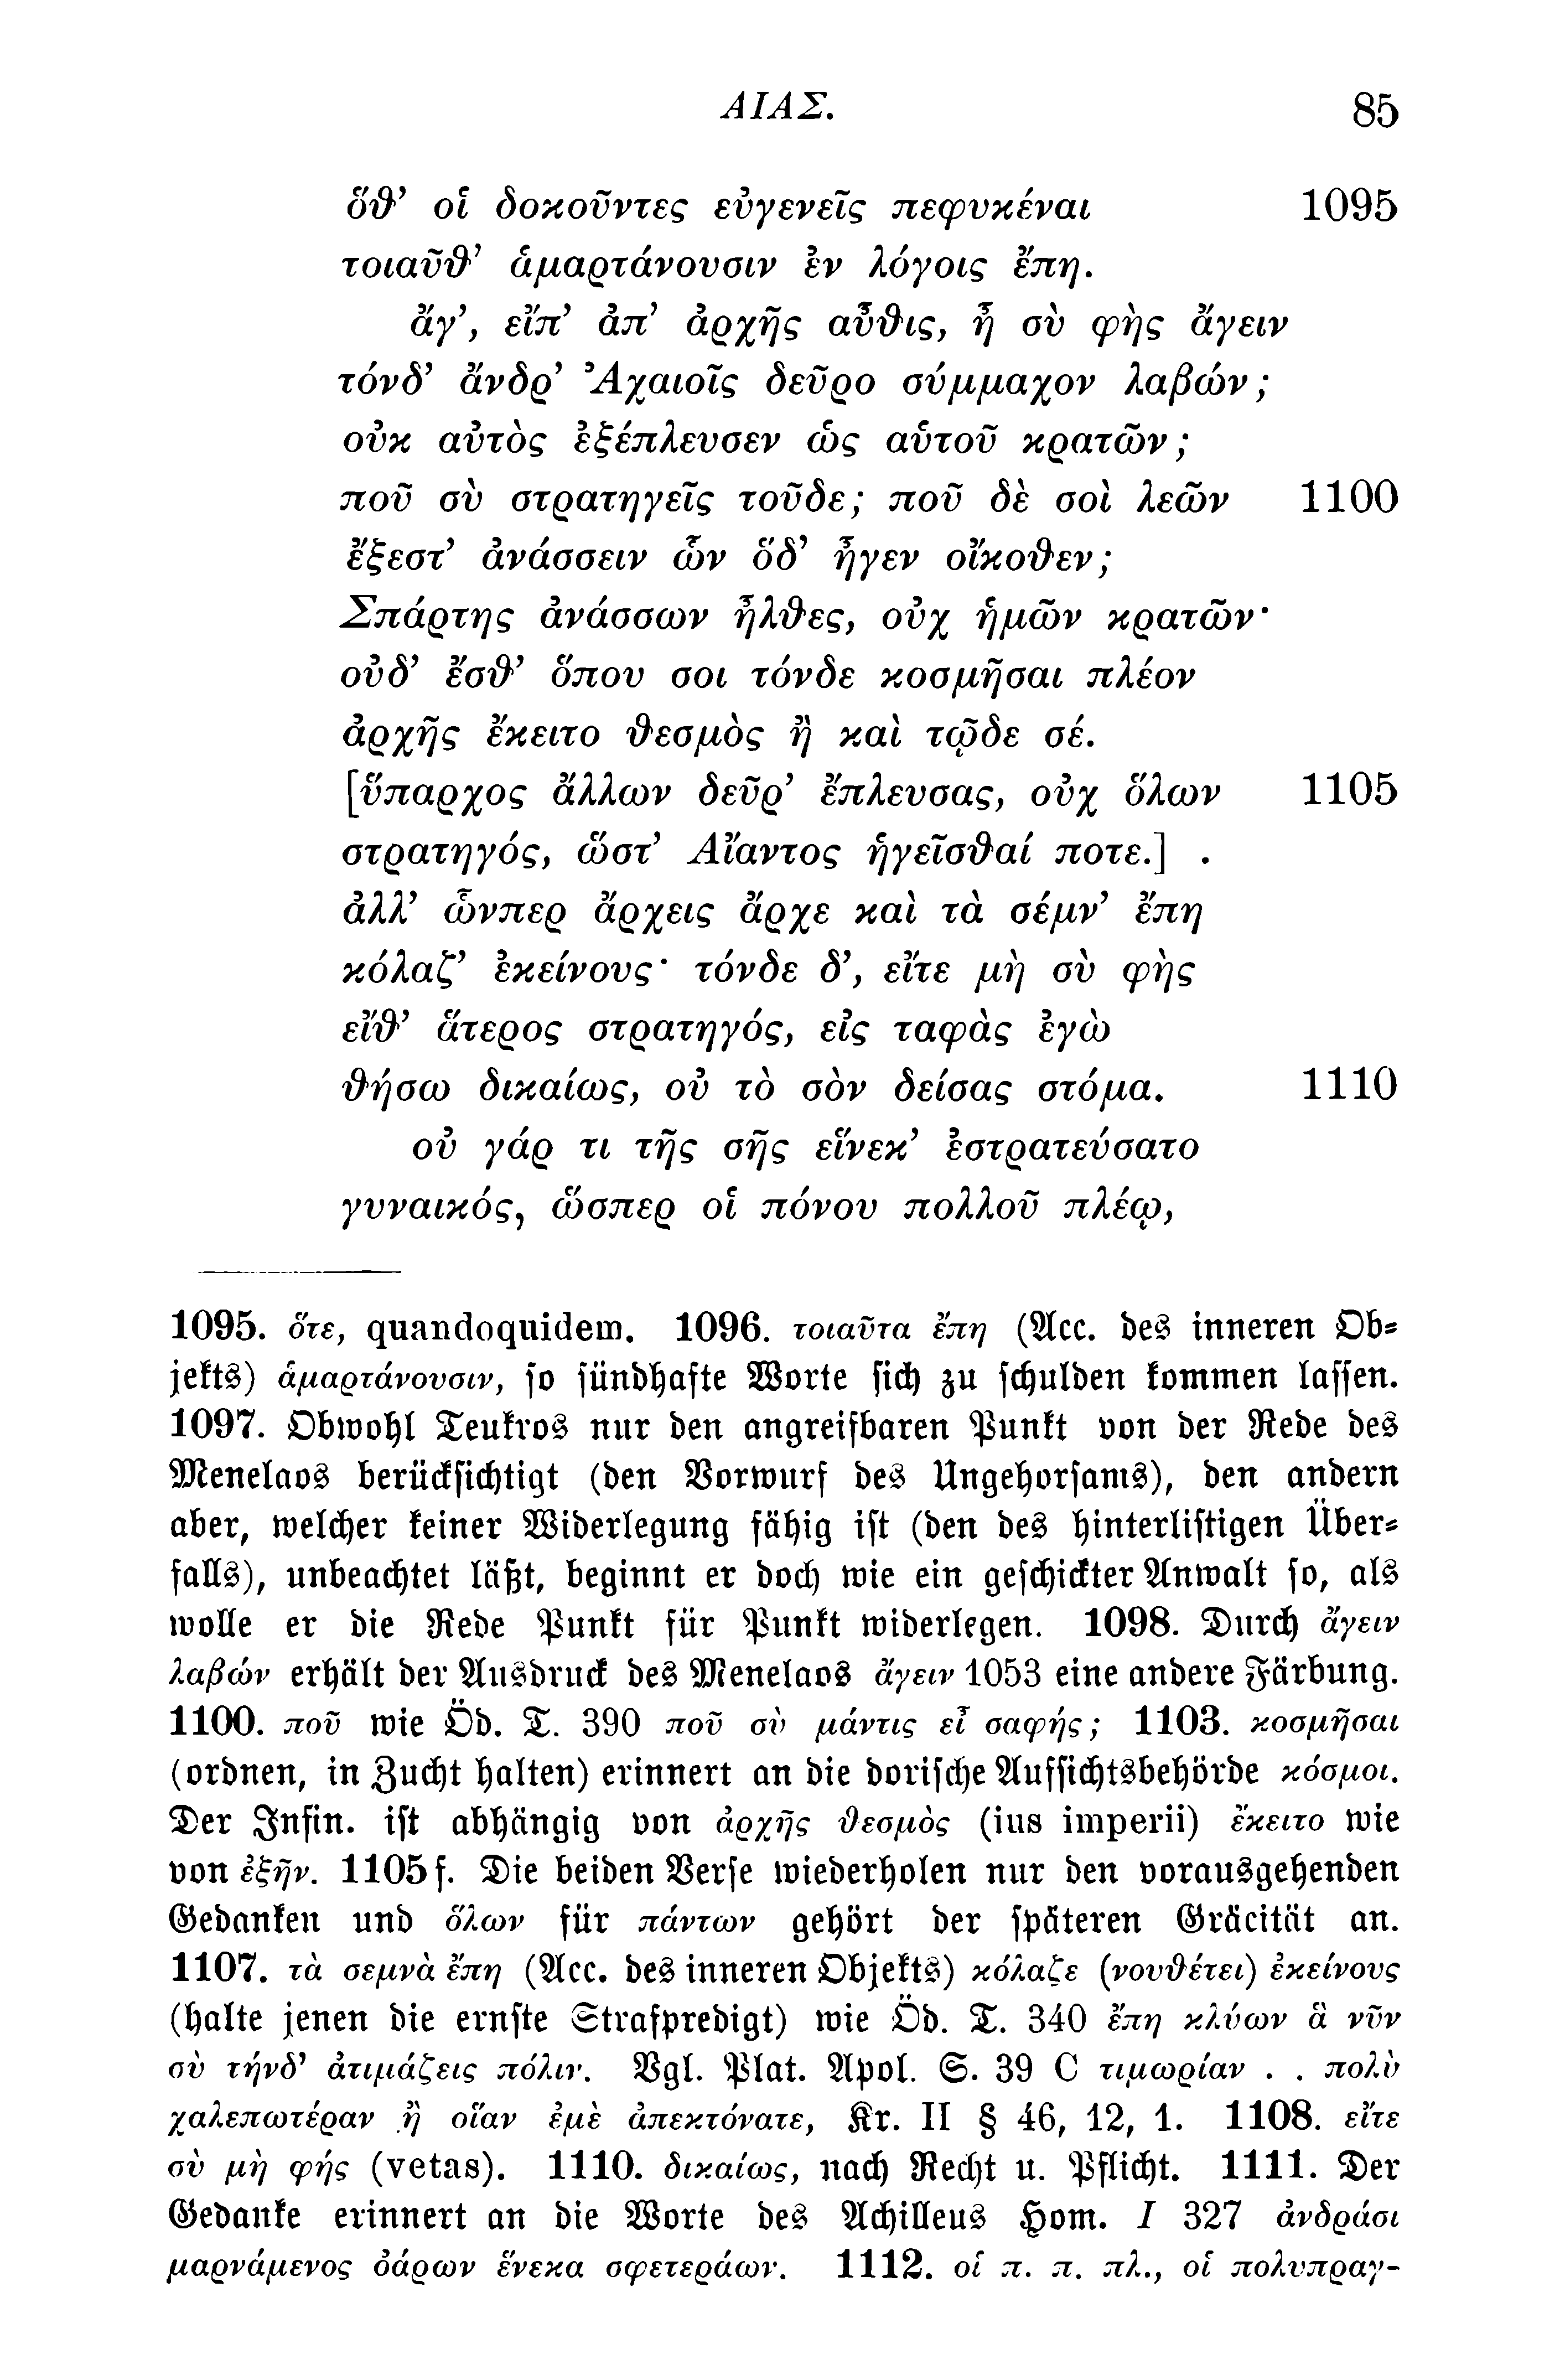 ΑΙΑΣ. 85
ὅθ’ οἱ δοκοῦντες εὐγενεῖς πεφυκέναι 1095
τοιαῦθ’ ἁμαρτάνουσιν ἐν λόγοις ἔπη.
ἄγ’, εἴπ’ ἀπ’ ἀρχῆς αὖθις, ἦ σὺ φῂς ἄγειν
τόνδ’ ἄνδρ’ Ἀχαιοῖς δεῦρο σύμμαχον λαβών;
οὐκ αὐτὸς ἐξέπλευσεν ὡς αὑτοῦ κρατῶν;
ποῦ σὺ στρατηγεῖς τοῦδε; ποῦ δὲ σοὶ λεῶν 1100
ἔξεστ’ ἀνάσσειν ὧν ὅδ’ ἦγεν οἴκοθεν;
Σπάρτης ἀνάσσων ἦλθες, οὐχ ἡμῶν κρατῶν·
οὐδ’ ἔσθ’ ὅπου σοι τόνδε κοσμῆσαι πλέον
ἀρχῆς ἔκειτο θεσμὸς ἢ καὶ τῷδε σέ.
[ὕπαρχος ἄλλων δεῦρ’ ἔπλευσας, οὐχ ὅλων 1105
στρατηγός, ὥστ’ Αἴαντος ἡγεῖσθαί ποτε.] .
ἀλλ’ ὧνπερ ἄρχεις ἄρχε καὶ τὰ σέμν’ ἔπη
κόλαζ’ ἐκείνους· τόνδε δ’, εἴτε μὴ σὺ φῂς
εἴθ’ ἅτερος στρατηγός, εἰς ταφὰς ἐγὼ
θήσω δικαίως, οὐ τὸ σὸν δείσας στόμα. 1110
οὐ γάρ τι τῆς σῆς εἵνεκ’ ἐστρατεύσατο
γυναικός, ὥσπερ οἱ πόνου πολλοῦ πλέῳ,
1095. ὅτε, quandoquidem. 1096. τοιαῦτα ἔπη (Acc. des inneren Ob-
jekts) ἁμαρτάνουσιν, so sündhafte Worte sich zu schulden kommen lassen.
1097. Obwohl Teukros nur den angreifbaren Punkt von der Rede des
Menelaos berücksichtigt (den Vorwurf des Ungehorsams), den andern
aber, welcher keiner Widerlegung fähig ist (den des hinterlistigen Über-
falls), unbeachtet läßt, beginnt er doch wie ein geschickter Anwalt so, als
wolle er die Rede Punkt für Punkt widerlegen. 1098. Durch ἄγειν
λαβών erhält der Ausdruck des Menelaos ἄγειν 1053 eine andere Färbung.
1100. ποῦ wie Öd. T. 390 ποῦ σὺ μάντις εἶ σαφής; 1103. κοσμῆσαι
(ordnen, in Zucht halten) erinnert an die dorische Aufsichtsbehörde κόσμοι.
Der Infin. ist abhängig von ἀρχῆς θεσμὸς (ius imperii) ἔκειτο wie
von ἐξῆν. 1105 f. Die beiden Verse wiederholen nur den vorausgehenden
Gedanken und ὅλων für πάντων gehört der späteren Gräcität an.
1107. τὰ σεμνὰ ἔπη (Acc. des inneren Objekts) κόλαζε (νουθέτει) ἐκείνους
(halte jenen die ernste Strafpredigt) wie Öd. T. 340 ἔπη κλύων ἃ νῦν
σὺ τήνδ’ ἀτιμάζεις πόλιν. Vgl. Plat. Apol. S. 39 C τιμωρίαν . . πολὺ
χαλεπωτέραν ἢ οἵαν ἐμὲ ἀπεκτόνατε, Kr. II § 46, 12, 1. 1108. εἴτε
σὺ μὴ φής (vetas). 1110. δικαίως, nach Recht u. Pflicht. 1111. Der
Gedanke erinnert an die Worte des Achilleus Hom. I 327 ἀνδράσι
μαρνάμενος ὀάρων ἕνεκα σφετεράων. 1112. οἱ π. π. πλ., οἱ πολυπραγ-